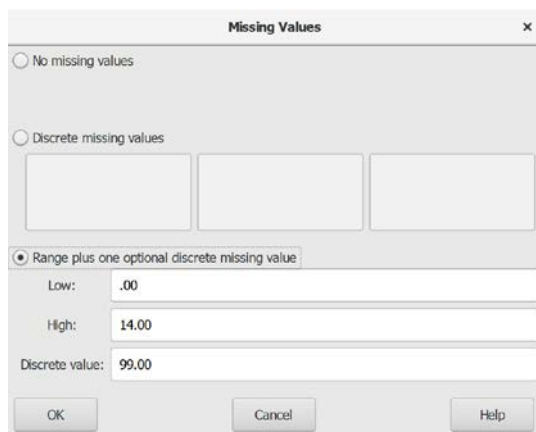 Missing Values ×
No missing values
Discrete missing values
Range plus one optional discrete missing value
Low: .00
High: 14.00
Discrete value: 99.00
OK Cancel Help